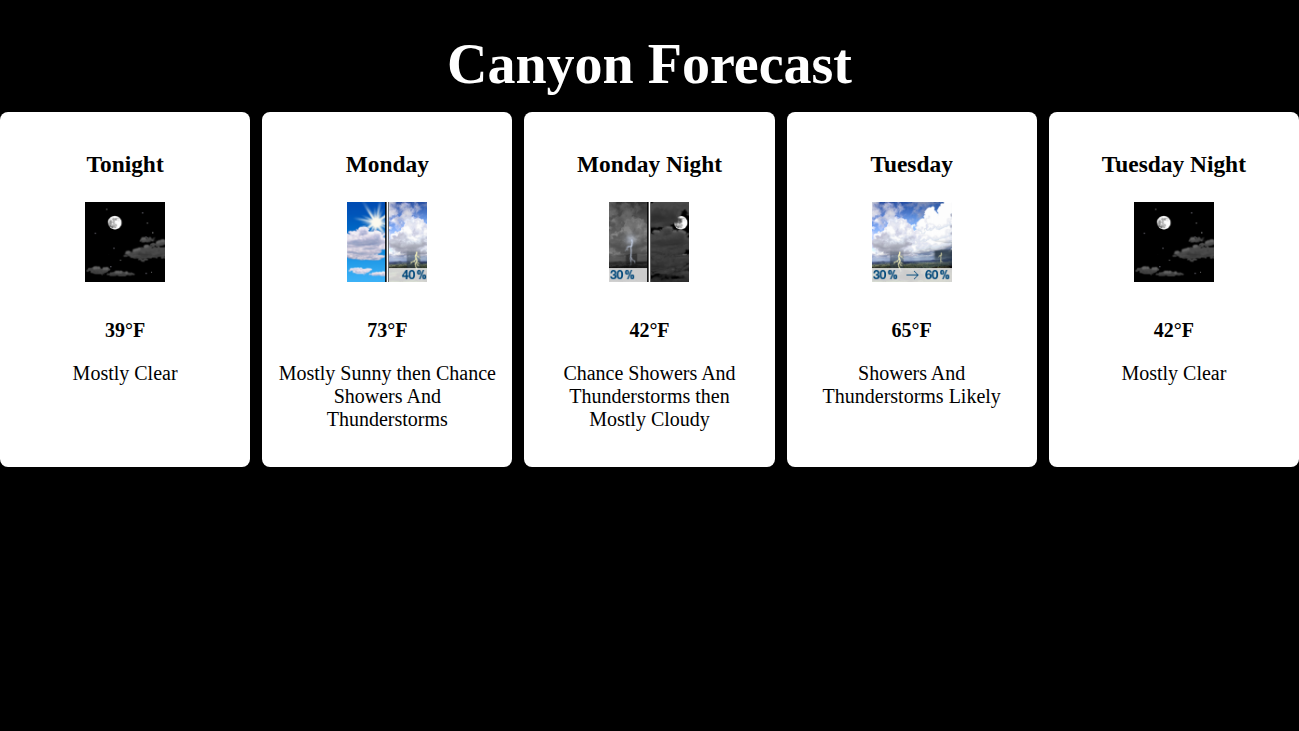 Canyon Forecast
Tonight
39°F
Mostly Clear
Monday
40%
73°F
Mostly Sunny then Chance
Showers And
Thunderstorms
Monday Night
30%
42°F
Chance Showers And
Thunderstorms then
Mostly Cloudy
Tuesday
30% → 60%
65°F
Showers And
Thunderstorms Likely
Tuesday Night
42°F
Mostly Clear